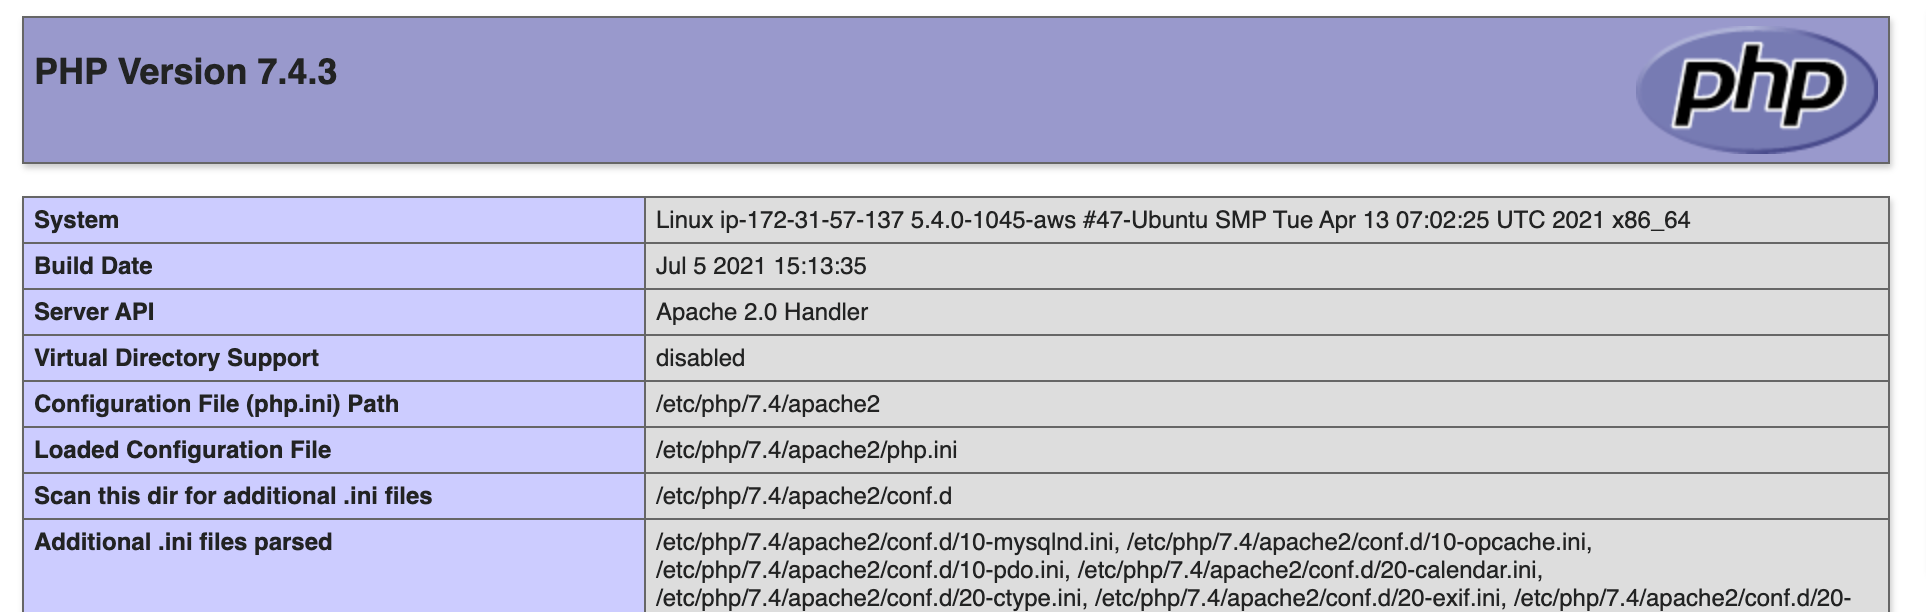 PHP Version 7.4.3
php
System Linux ip-172-31-57-137 5.4.0-1045-aws #47-Ubuntu SMP Tue Apr 13 07:02:25 UTC 2021 x86_64
Build Date Jul 5 2021 15:13:35
Server API Apache 2.0 Handler
Virtual Directory Support disabled
Configuration File (php.ini) Path /etc/php/7.4/apache2
Loaded Configuration File /etc/php/7.4/apache2/php.ini
Scan this dir for additional .ini files /etc/php/7.4/apache2/conf.d
Additional .ini files parsed /etc/php/7.4/apache2/conf.d/10-mysqlnd.ini, /etc/php/7.4/apache2/conf.d/10-opcache.ini,
/etc/php/7.4/apache2/conf.d/10-pdo.ini, /etc/php/7.4/apache2/conf.d/20-calendar.ini,
/etc/php/7.4/apache2/conf.d/20-ctype.ini, /etc/php/7.4/apache2/conf.d/20-exif.ini, /etc/php/7.4/apache2/conf.d/20-